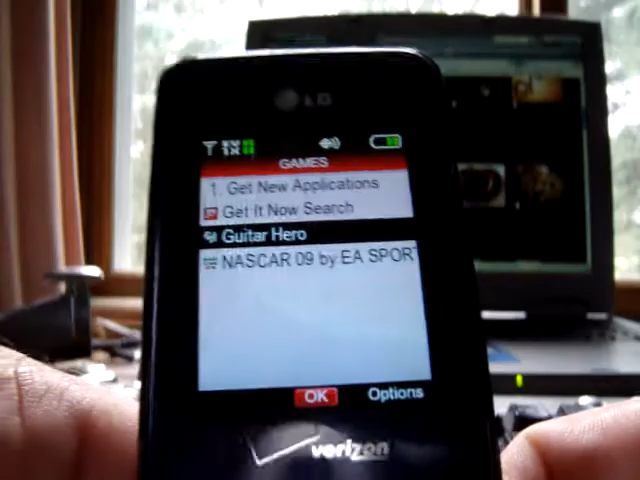 LG
GAMES
1. Get New Applications
Get It Now Search
Guitar Hero
NASCAR 09 by EA SPORT
OK Options
verizon